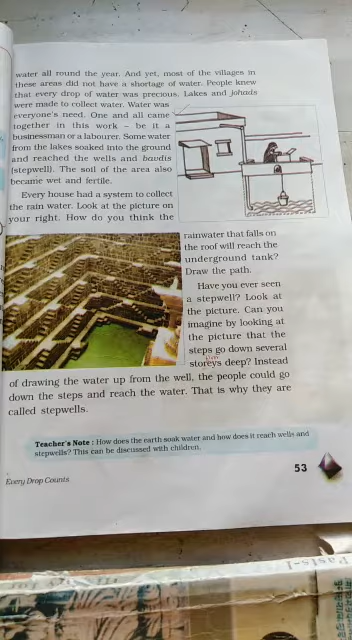 water all round the year. And yet, most of the villages in
these areas did not have a shortage of water. People knew
that every drop of water was precious. Lakes and johads
were made to collect water. Water was
everyone's need. One and all came
together in this work – be it a
businessman or a labourer. Some water
from the lakes soaked into the ground
and reached the wells and bavdis
(stepwell). The soil of the area also
became wet and fertile.
Every house had a system to collect
the rain water. Look at the picture on
your right. How do you think the
rainwater that falls on
the roof will reach the
underground tank?
Draw the path.
Have you ever seen
a stepwell? Look at
the picture. Can you
imagine by looking at
the picture that the
steps go down several
storeys deep? Instead
of drawing the water up from the well, the people could go
down the steps and reach the water. That is why they are
called stepwells.
Teacher's Note : How does the earth soak water and how does it reach wells and
stepwells? This can be discussed with children.
53
Every Drop Counts